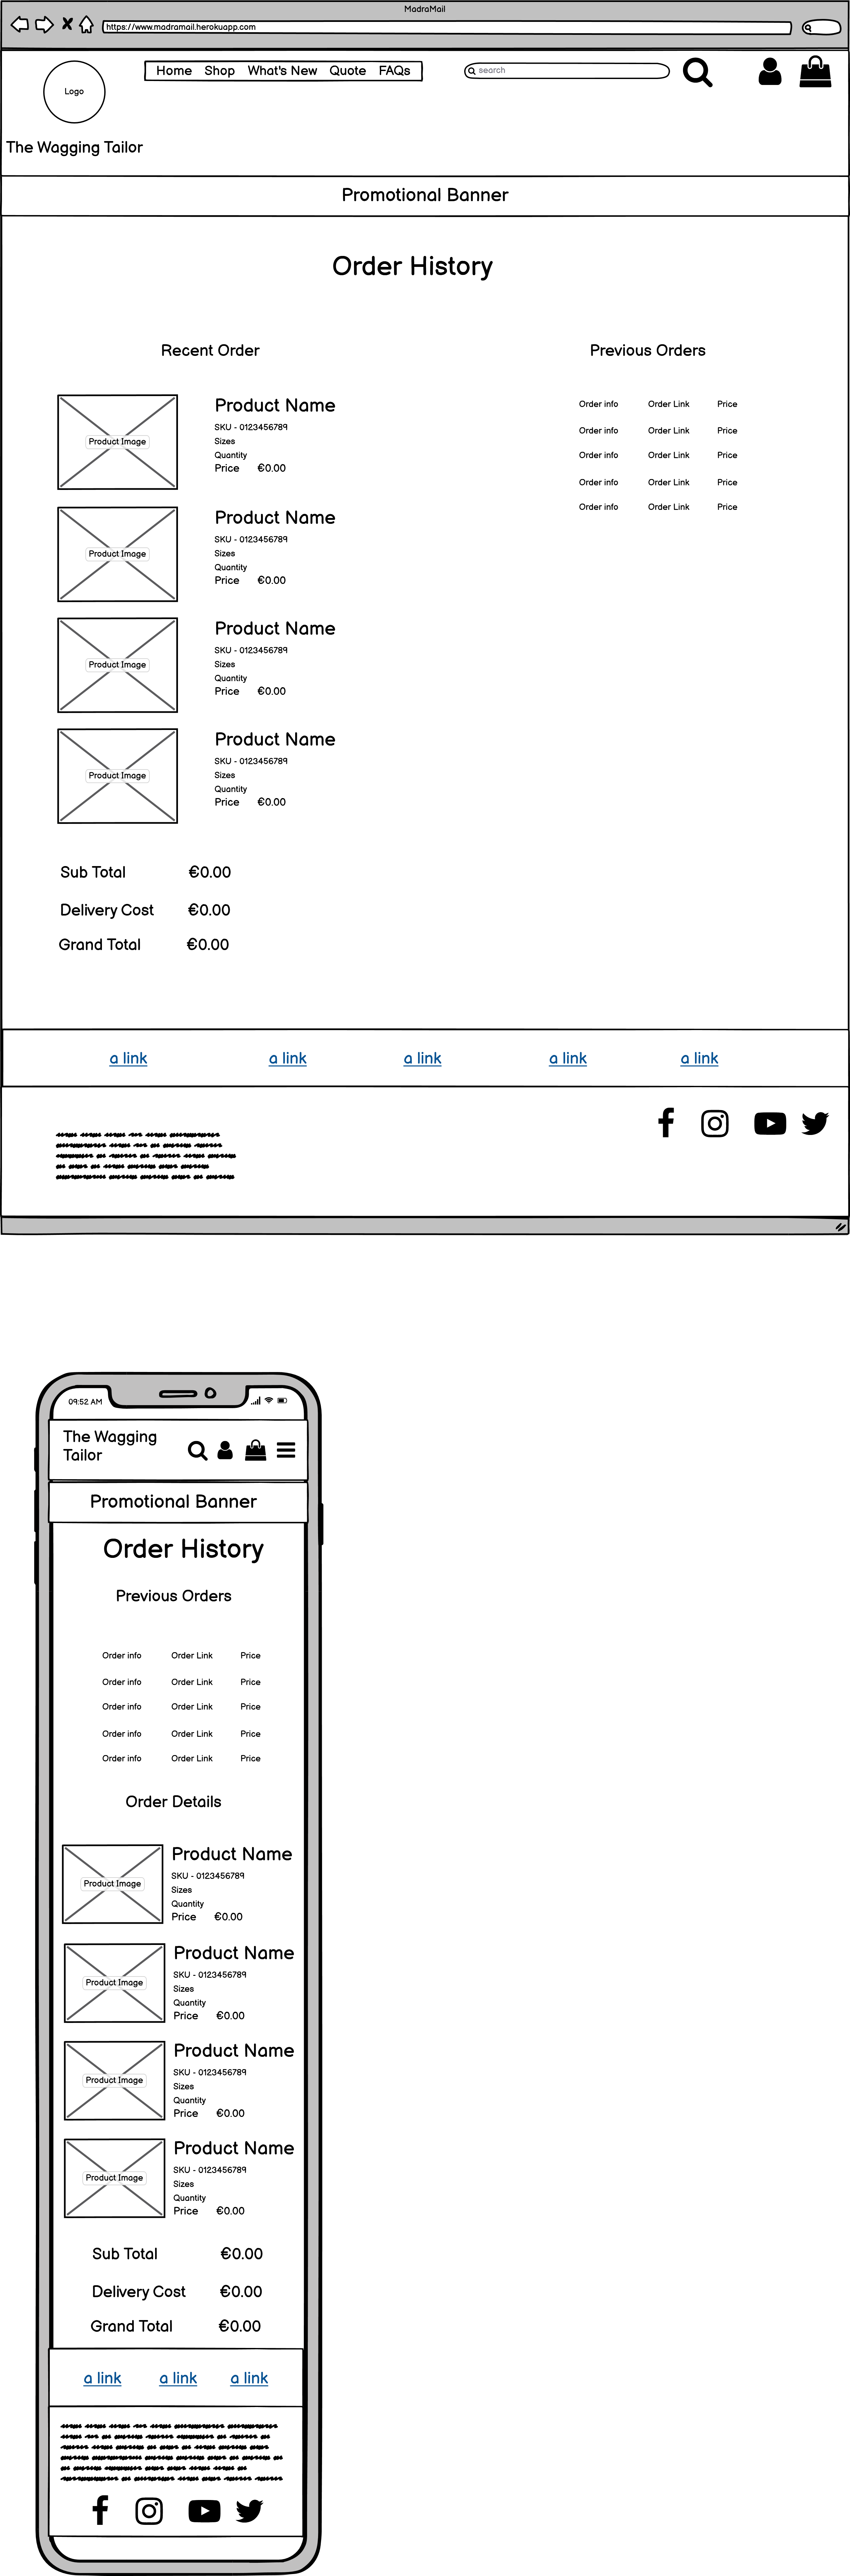 MadraMail
https://www.madramail.herokuapp.com
Logo
Home Shop What's New Quote FAQs
search
The Wagging Tailor
Promotional Banner
Order History
Recent Order
Previous Orders
Product Image
Product Name
SKU - 0123456789
Sizes
Quantity
Price €0.00
Product Image
Product Name
SKU - 0123456789
Sizes
Quantity
Price €0.00
Product Image
Product Name
SKU - 0123456789
Sizes
Quantity
Price €0.00
Product Image
Product Name
SKU - 0123456789
Sizes
Quantity
Price €0.00
Order info Order Link Price
Order info Order Link Price
Order info Order Link Price
Order info Order Link Price
Order info Order Link Price
Sub Total €0.00
Delivery Cost €0.00
Grand Total €0.00
a link a link a link a link a link
09:52 AM
The Wagging
Tailor
Promotional Banner
Order History
Previous Orders
Order info Order Link Price
Order info Order Link Price
Order info Order Link Price
Order info Order Link Price
Order info Order Link Price
Order Details
Product Image
Product Name
SKU - 0123456789
Sizes
Quantity
Price €0.00
Product Image
Product Name
SKU - 0123456789
Sizes
Quantity
Price €0.00
Product Image
Product Name
SKU - 0123456789
Sizes
Quantity
Price €0.00
Product Image
Product Name
SKU - 0123456789
Sizes
Quantity
Price €0.00
Sub Total €0.00
Delivery Cost €0.00
Grand Total €0.00
a link a link a link